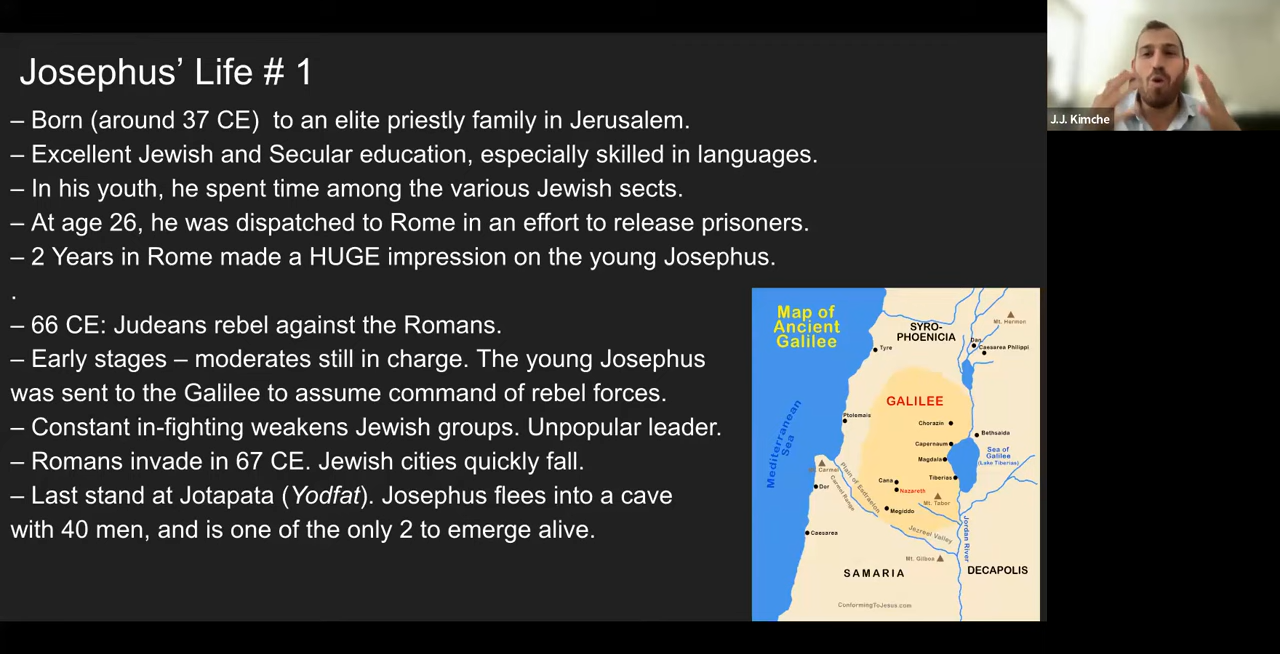 Josephus' Life # 1
– Born (around 37 CE)  to an elite priestly family in Jerusalem.
– Excellent Jewish and Secular education, especially skilled in languages.
– In his youth, he spent time among the various Jewish sects.
– At age 26, he was dispatched to Rome in an effort to release prisoners.
– 2 Years in Rome made a HUGE impression on the young Josephus.
.
– 66 CE: Judeans rebel against the Romans.
– Early stages – moderates still in charge. The young Josephus
was sent to the Galilee to assume command of rebel forces.
– Constant in-fighting weakens Jewish groups. Unpopular leader.
– Romans invade in 67 CE. Jewish cities quickly fall.
– Last stand at Jotapata (Yodfat). Josephus flees into a cave
with 40 men, and is one of the only 2 to emerge alive.
J.J. Kimche
Map of
Ancient
Galilee
SYRO-
PHOENICIA
Mt. Hermon
Dan
Caesarea Philippi
Tyre
GALILEE
Ptolemais
Chorazin
Bethsaida
Capernaum
Magdala
Sea of
Galilee
(Lake Tiberias)
Tiberias
Mediterranean
Sea
Mt. Carmel
Carmel Range
Plain of Esdraelon
Cana
Nazareth
Mt. Tabor
Dor
Megiddo
Jezreel Valley
Jordan River
Caesarea
Mt. Gilboa
SAMARIA
DECAPOLIS
ConformingToJesus.com